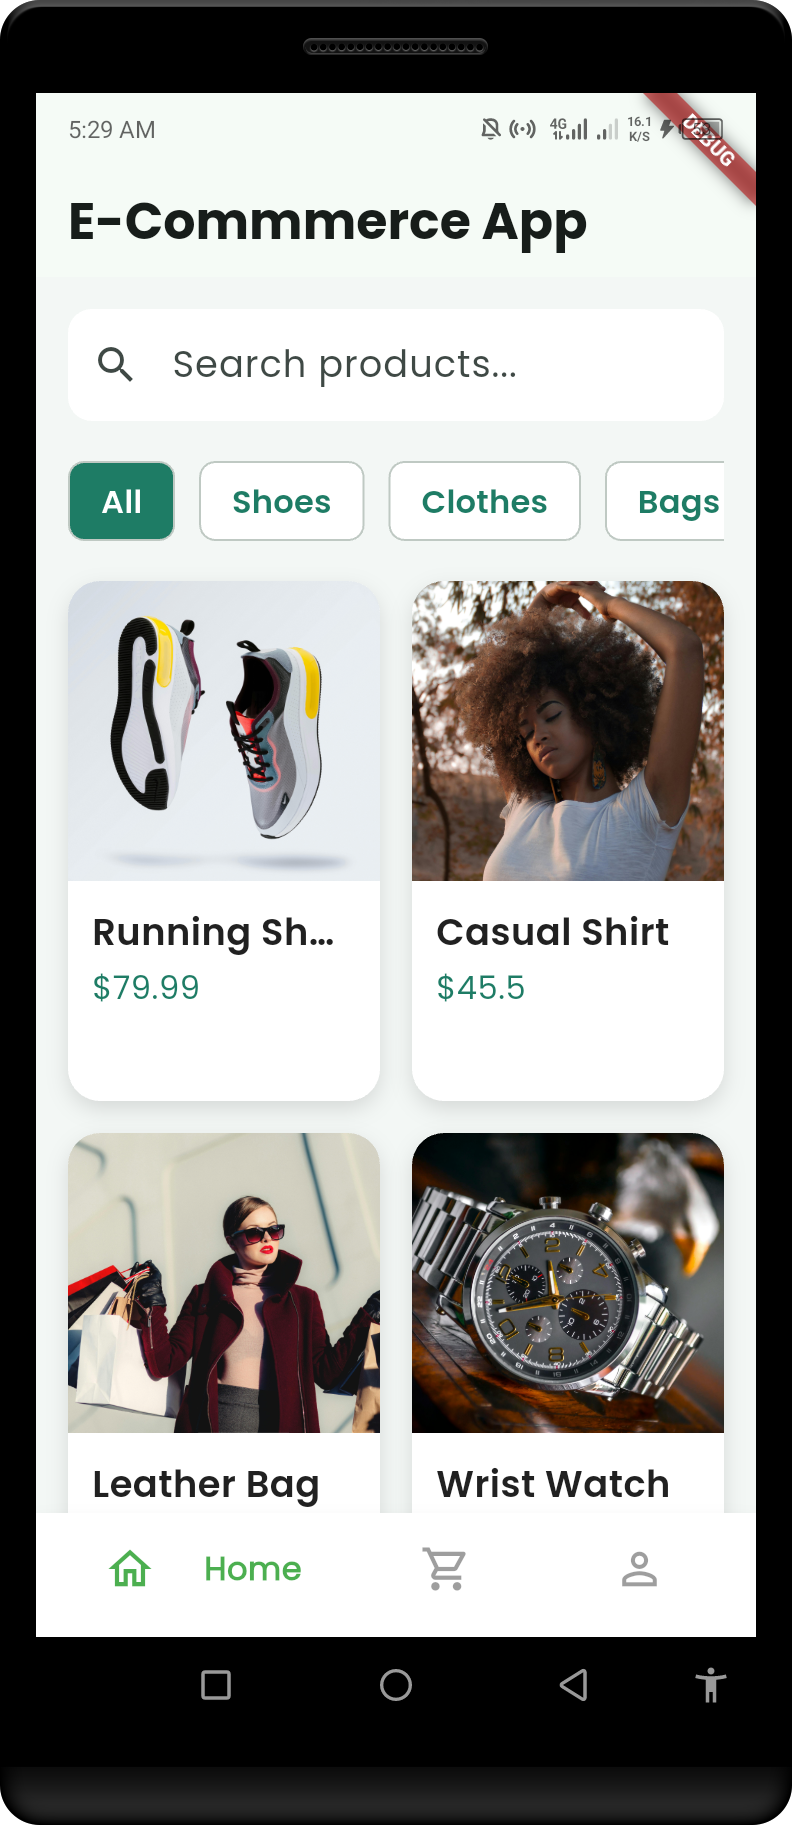 5:29 AM 4G 16.1 K/S
DEBUG
E-Commmerce App
Search products...
All Shoes Clothes Bags
Running Sh...
$79.99
Casual Shirt
$45.5
Leather Bag
Wrist Watch
Home